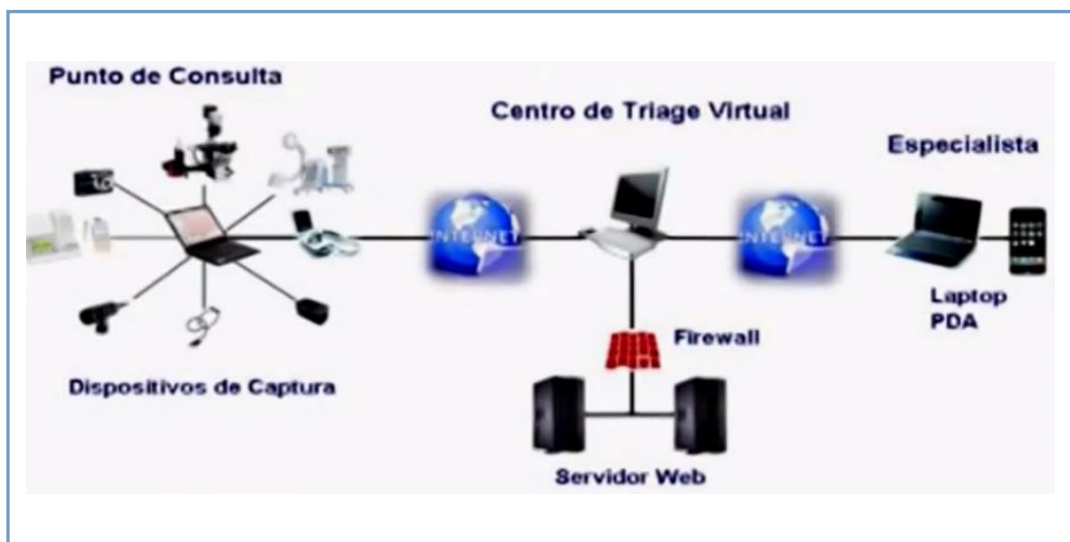 Punto de Consulta
Centro de Triage Virtual
Especialista
INTERNET
INTERNET
Laptop
PDA
Firewall
Dispositivos de Captura
Servidor Web